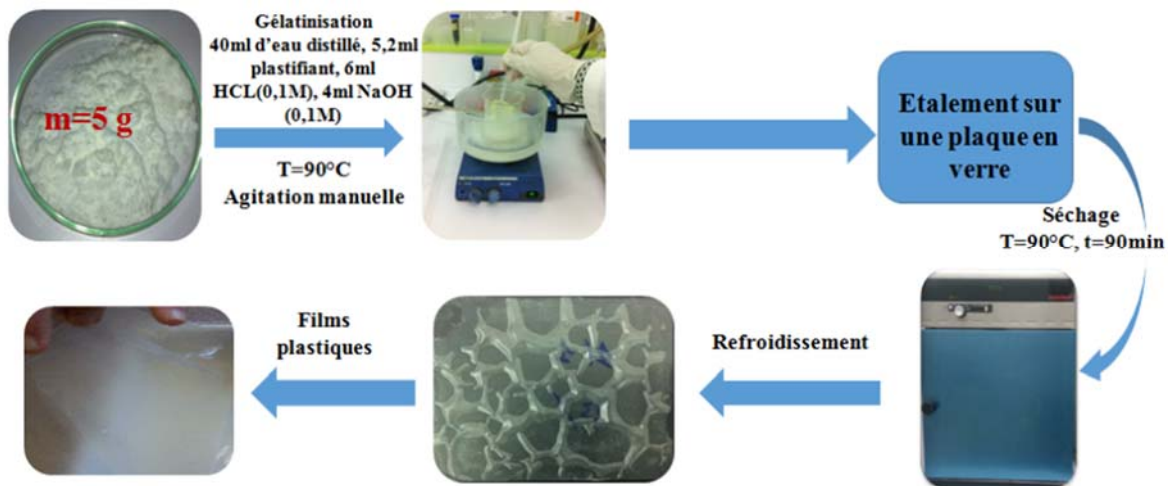 m=5 g
Gélatinisation
40ml d'eau distillé, 5,2ml
plastifiant, 6ml
HCL(0,1M), 4ml NaOH
(0,1M)
T=90°C
Agitation manuelle
Etalement sur
une plaque en
verre
Séchage
T=90°C, t=90min
Refroidissement
Films
plastiques